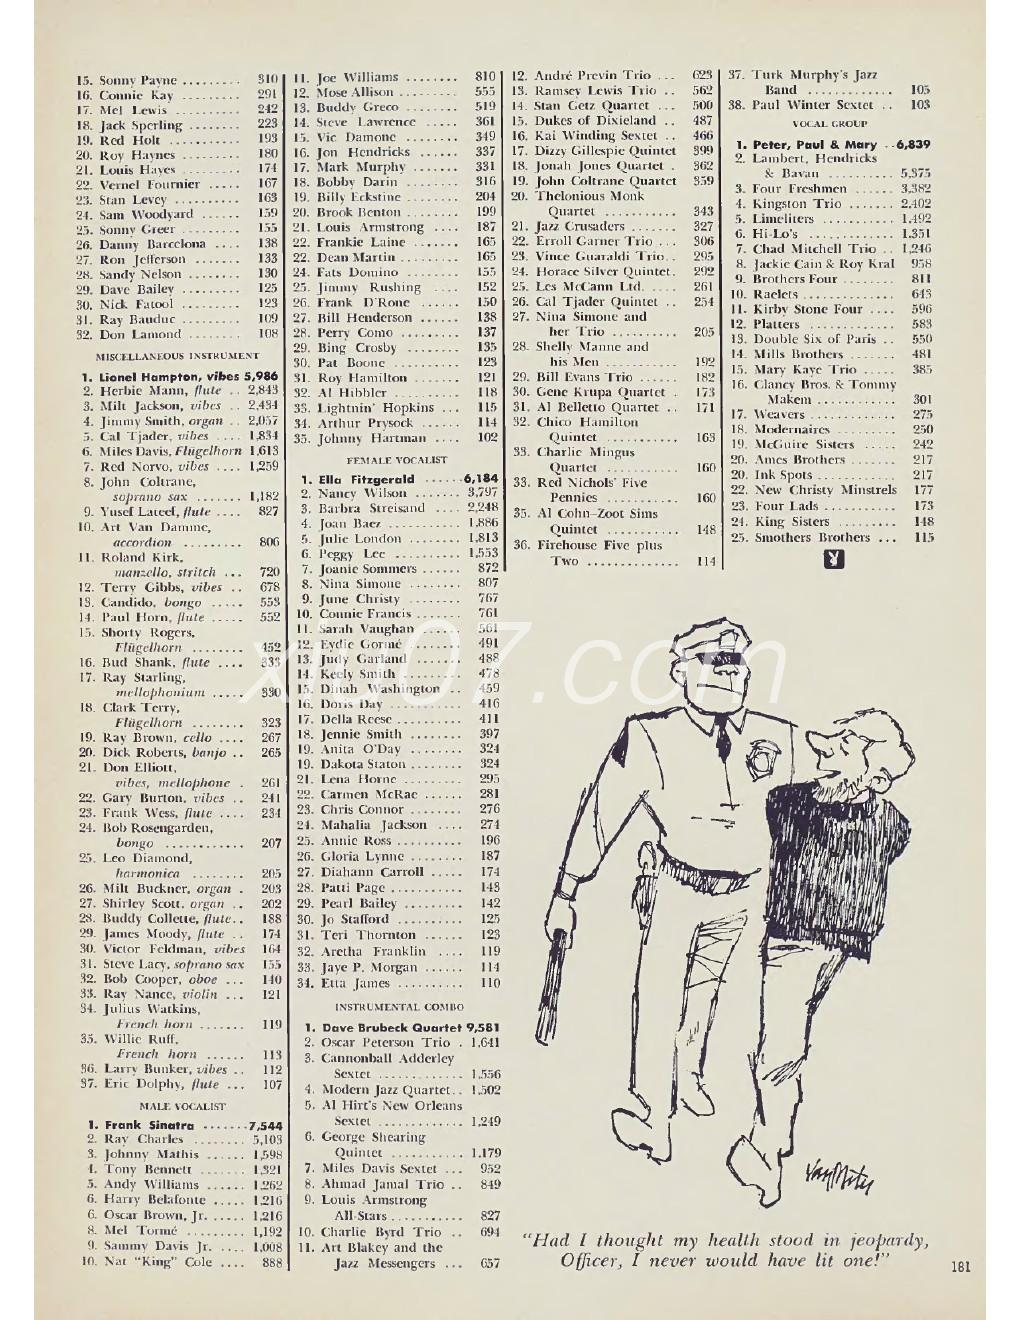 15. Sonny Payne ......... 310
16. Connie Kay ......... 291
17. Mel Lewis .......... 242
18. Jack Sperling ........ 223
19. Red Holt ........... 193
20. Roy Haynes ......... 180
21. Louis Hayes ........ 174
22. Vernel Fournier ..... 167
23. Stan Levey .......... 163
24. Sam Woodyard ...... 159
25. Sonny Greer ........ 155
26. Danny Barcelona .... 138
27. Ron Jefferson ....... 133
28. Sandy Nelson ....... 130
29. Dave Bailey ......... 125
30. Nick Fatool ......... 123
31. Ray Bauduc ........ 109
32. Don Lamond ....... 108
MISCELLANEOUS INSTRUMENT
1. Lionel Hampton, vibes 5,986
2. Herbie Mann, flute .. 2,843
3. Milt Jackson, vibes .. 2,434
4. Jimmy Smith, organ .. 2,057
5. Cal Tjader, vibes .... 1,834
6. Miles Davis, Flügelhorn 1,613
7. Red Norvo, vibes .... 1,259
8. John Coltrane,
soprano sax ....... 1,182
9. Yusef Lateef, flute .... 827
10. Art Van Damme,
accordion ......... 806
11. Roland Kirk,
manzello, stritch ... 720
12. Terry Gibbs, vibes .. 678
13. Candido, bongo ..... 553
14. Paul Horn, flute ..... 552
15. Shorty Rogers,
Flügelhorn ........ 452
16. Bud Shank, flute .... 333
17. Ray Starling,
mellophonium ..... 330
18. Clark Terry,
Flügelhorn ........ 323
19. Ray Brown, cello .... 267
20. Dick Roberts, banjo .. 265
21. Don Elliott,
vibes, mellophone . 261
22. Gary Burton, vibes .. 241
23. Frank Wess, flute .... 234
24. Bob Rosengarden,
bongo ............ 207
25. Leo Diamond,
harmonica ........ 205
26. Milt Buckner, organ . 203
27. Shirley Scott, organ .. 202
28. Buddy Collette, flute.. 188
29. James Moody, flute .. 174
30. Victor Feldman, vibes 164
31. Steve Lacy, soprano sax 155
32. Bob Cooper, oboe ... 140
33. Ray Nance, violin ... 121
34. Julius Watkins,
French horn ....... 119
35. Willie Ruff,
French horn ...... 113
36. Larry Bunker, vibes .. 112
37. Eric Dolphy, flute ... 107
MALE VOCALIST
1. Frank Sinatra ....... 7,544
2. Ray Charles ........ 5,103
3. Johnny Mathis ...... 1,598
4. Tony Bennett ....... 1,321
5. Andy Williams ...... 1,262
6. Harry Belafonte ..... 1,216
6. Oscar Brown, Jr. ..... 1,216
8. Mel Tormé ......... 1,192
9. Sammy Davis Jr. .... 1,008
10. Nat "King" Cole .... 888
11. Joe Williams ........ 810
12. Mose Allison ........ 555
13. Buddy Greco ........ 519
14. Steve Lawrence ..... 361
15. Vic Damone ......... 349
16. Jon Hendricks ...... 337
17. Mark Murphy ....... 331
18. Bobby Darin ........ 316
19. Billy Eckstine ....... 204
20. Brook Benton ....... 199
21. Louis Armstrong .... 187
22. Frankie Laine ...... 165
22. Dean Martin ........ 165
24. Fats Domino ....... 155
25. Jimmy Rushing .... 152
26. Frank D'Rone ...... 150
27. Bill Henderson ...... 138
28. Perry Como ......... 137
29. Bing Crosby ........ 135
30. Pat Boone .......... 123
31. Roy Hamilton ....... 121
32. Al Hibbler .......... 118
33. Lightnin' Hopkins ... 115
34. Arthur Prysock ..... 114
35. Johnny Hartman .... 102
FEMALE VOCALIST
1. Ella Fitzgerald ...... 6,184
2. Nancy Wilson ....... 3,797
3. Barbra Streisand .... 2,248
4. Joan Baez .......... 1,886
5. Julie London ........ 1,813
6. Peggy Lee .......... 1,553
7. Joanie Sommers ...... 872
8. Nina Simone ........ 807
9. June Christy ........ 767
10. Connie Francis ...... 761
11. Sarah Vaughan ...... 561
12. Eydie Gormé ....... 491
13. Judy Garland ....... 488
14. Keely Smith ........ 478
15. Dinah Washington .. 459
16. Doris Day .......... 416
17. Della Reese ......... 411
18. Jennie Smith ........ 397
19. Anita O'Day ........ 324
19. Dakota Staton ....... 324
21. Lena Horne ......... 295
22. Carmen McRae ...... 281
23. Chris Connor ....... 276
24. Mahalia Jackson .... 274
25. Annie Ross ......... 196
26. Gloria Lynne ........ 187
27. Diahann Carroll ..... 174
28. Patti Page ........... 143
29. Pearl Bailey ......... 142
30. Jo Stafford .......... 125
31. Teri Thornton ...... 123
32. Aretha Franklin .... 119
33. Jaye P. Morgan ...... 114
34. Etta James .......... 110
INSTRUMENTAL COMBO
1. Dave Brubeck Quartet 9,581
2. Oscar Peterson Trio . 1,641
3. Cannonball Adderley
Sextet ............ 1,556
4. Modern Jazz Quartet.. 1,502
5. Al Hirt's New Orleans
Sextet ............. 1,249
6. George Shearing
Quintet ........... 1,179
7. Miles Davis Sextet ... 952
8. Ahmad Jamal Trio .. 849
9. Louis Armstrong
All-Stars ........... 827
10. Charlie Byrd Trio .. 694
11. Art Blakey and the
Jazz Messengers ... 657
12. André Previn Trio ... 623
13. Ramsey Lewis Trio .. 562
14. Stan Getz Quartet ... 500
15. Dukes of Dixieland .. 487
16. Kai Winding Sextet .. 466
17. Dizzy Gillespie Quintet 399
18. Jonah Jones Quartet . 362
19. John Coltrane Quartet 359
20. Thelonious Monk
Quartet ........... 343
21. Jazz Crusaders ....... 327
22. Erroll Garner Trio ... 306
23. Vince Guaraldi Trio.. 295
24. Horace Silver Quintet. 292
25. Les McCann Ltd. .... 261
26. Cal Tjader Quintet .. 254
27. Nina Simone and
her Trio .......... 205
28. Shelly Manne and
his Men ........... 192
29. Bill Evans Trio ...... 182
30. Gene Krupa Quartet . 173
31. Al Belletto Quartet .. 171
32. Chico Hamilton
Quintet ........... 163
33. Charlie Mingus
Quartet ........... 160
33. Red Nichols' Five
Pennies ........... 160
35. Al Cohn-Zoot Sims
Quintet ........... 148
36. Firehouse Five plus
Two ............. 114
37. Turk Murphy's Jazz
Band ............ 105
38. Paul Winter Sextet .. 103
VOCAL GROUP
1. Peter, Paul & Mary .. 6,839
2. Lambert, Hendricks
& Bavan .......... 5,375
3. Four Freshmen ...... 3,382
4. Kingston Trio ....... 2,402
5. Limeliters .......... 1,492
6. Hi-Lo's ............ 1,351
7. Chad Mitchell Trio .. 1,246
8. Jackie Cain & Roy Kral 958
9. Brothers Four ........ 811
10. Raelets ............. 643
11. Kirby Stone Four .... 596
12. Platters ............ 583
13. Double Six of Paris .. 550
14. Mills Brothers ....... 481
15. Mary Kaye Trio ..... 385
16. Clancy Bros. & Tommy
Makem ........... 301
17. Weavers ............ 275
18. Modernaires ........ 250
19. McGuire Sisters ..... 242
20. Ames Brothers ....... 217
20. Ink Spots ........... 217
22. New Christy Minstrels 177
23. Four Lads .......... 173
24. King Sisters ........ 148
25. Smothers Brothers ... 115
"Had I thought my health stood in jeopardy,
Officer, I never would have lit one!"
181